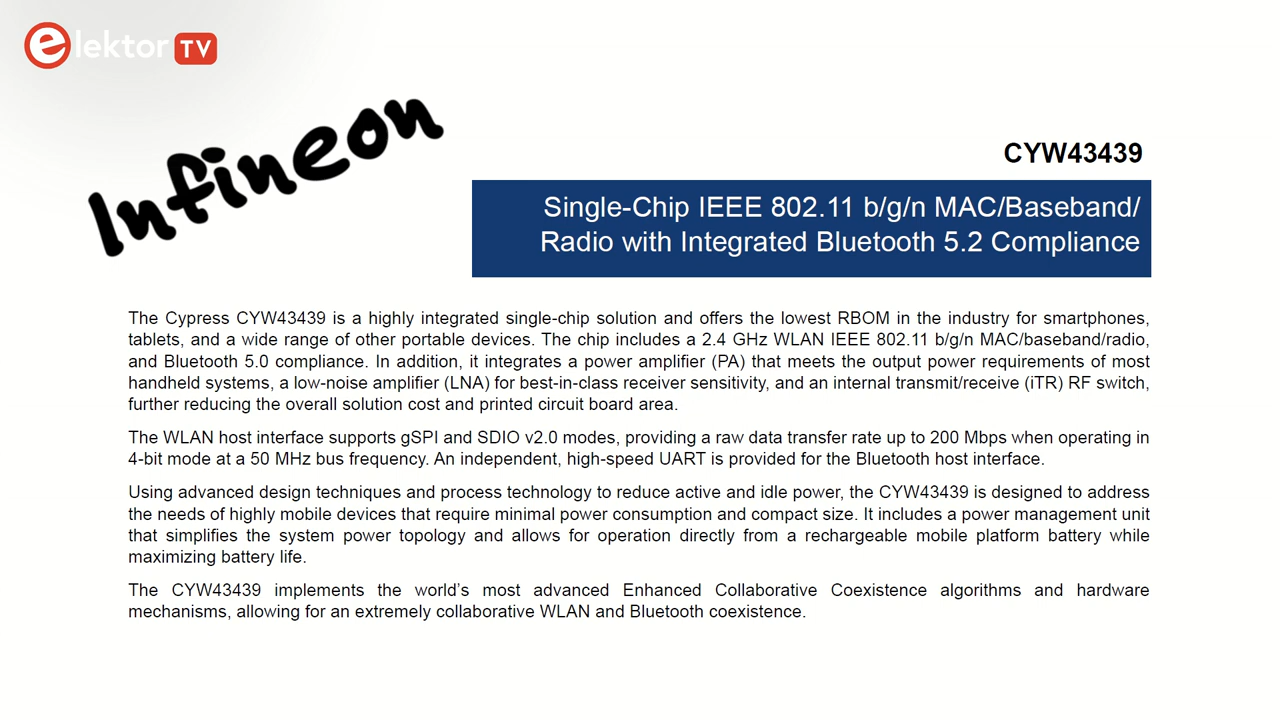 elektor TV
Infineon
CYW43439
Single-Chip IEEE 802.11 b/g/n MAC/Baseband/
Radio with Integrated Bluetooth 5.2 Compliance
The Cypress CYW43439 is a highly integrated single-chip solution and offers the lowest RBOM in the industry for smartphones,
tablets, and a wide range of other portable devices. The chip includes a 2.4 GHz WLAN IEEE 802.11 b/g/n MAC/baseband/radio,
and Bluetooth 5.0 compliance. In addition, it integrates a power amplifier (PA) that meets the output power requirements of most
handheld systems, a low-noise amplifier (LNA) for best-in-class receiver sensitivity, and an internal transmit/receive (iTR) RF switch,
further reducing the overall solution cost and printed circuit board area.
The WLAN host interface supports gSPI and SDIO v2.0 modes, providing a raw data transfer rate up to 200 Mbps when operating in
4-bit mode at a 50 MHz bus frequency. An independent, high-speed UART is provided for the Bluetooth host interface.
Using advanced design techniques and process technology to reduce active and idle power, the CYW43439 is designed to address
the needs of highly mobile devices that require minimal power consumption and compact size. It includes a power management unit
that simplifies the system power topology and allows for operation directly from a rechargeable mobile platform battery while
maximizing battery life.
The CYW43439 implements the world's most advanced Enhanced Collaborative Coexistence algorithms and hardware
mechanisms, allowing for an extremely collaborative WLAN and Bluetooth coexistence.